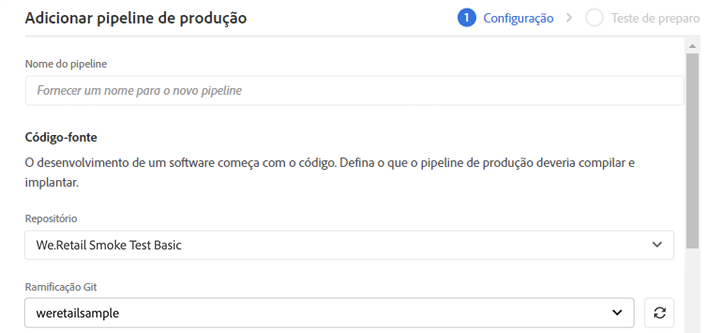 Adicionar pipeline de produção
1 Configuração
Teste de preparo
Nome do pipeline
Fornecer um nome para o novo pipeline
Código-fonte
O desenvolvimento de um software começa com o código. Defina o que o pipeline de produção deveria compilar e
implantar.
Repositório
We.Retail Smoke Test Basic
Ramificação Git
weretailsample